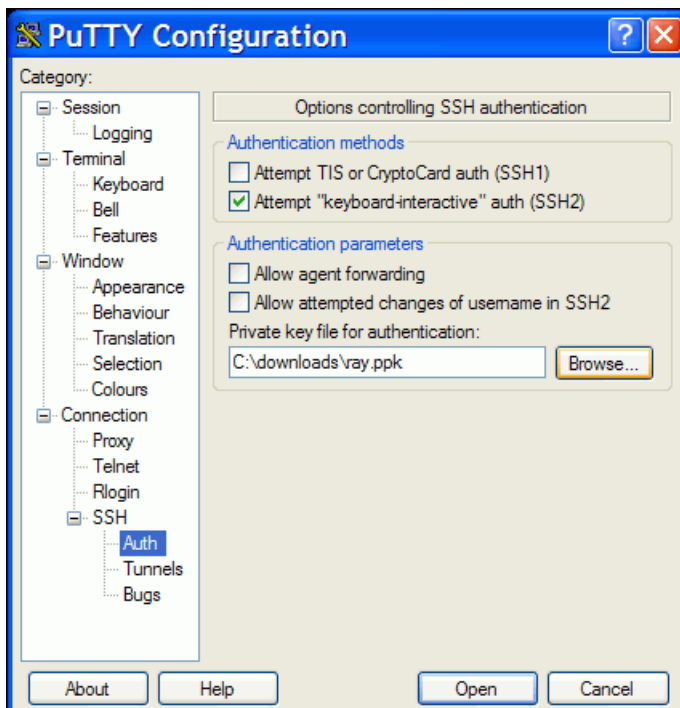 PuTTY Configuration
Category:
Session
Logging
Terminal
Keyboard
Bell
Features
Window
Appearance
Behaviour
Translation
Selection
Colours
Connection
Proxy
Telnet
Rlogin
SSH
Auth
Tunnels
Bugs
Options controlling SSH authentication
Authentication methods
Attempt TIS or CryptoCard auth (SSH1)
Attempt "keyboard-interactive" auth (SSH2)
Authentication parameters
Allow agent forwarding
Allow attempted changes of username in SSH2
Private key file for authentication:
C:\downloads\ray.ppk
Browse...
About
Help
Open
Cancel